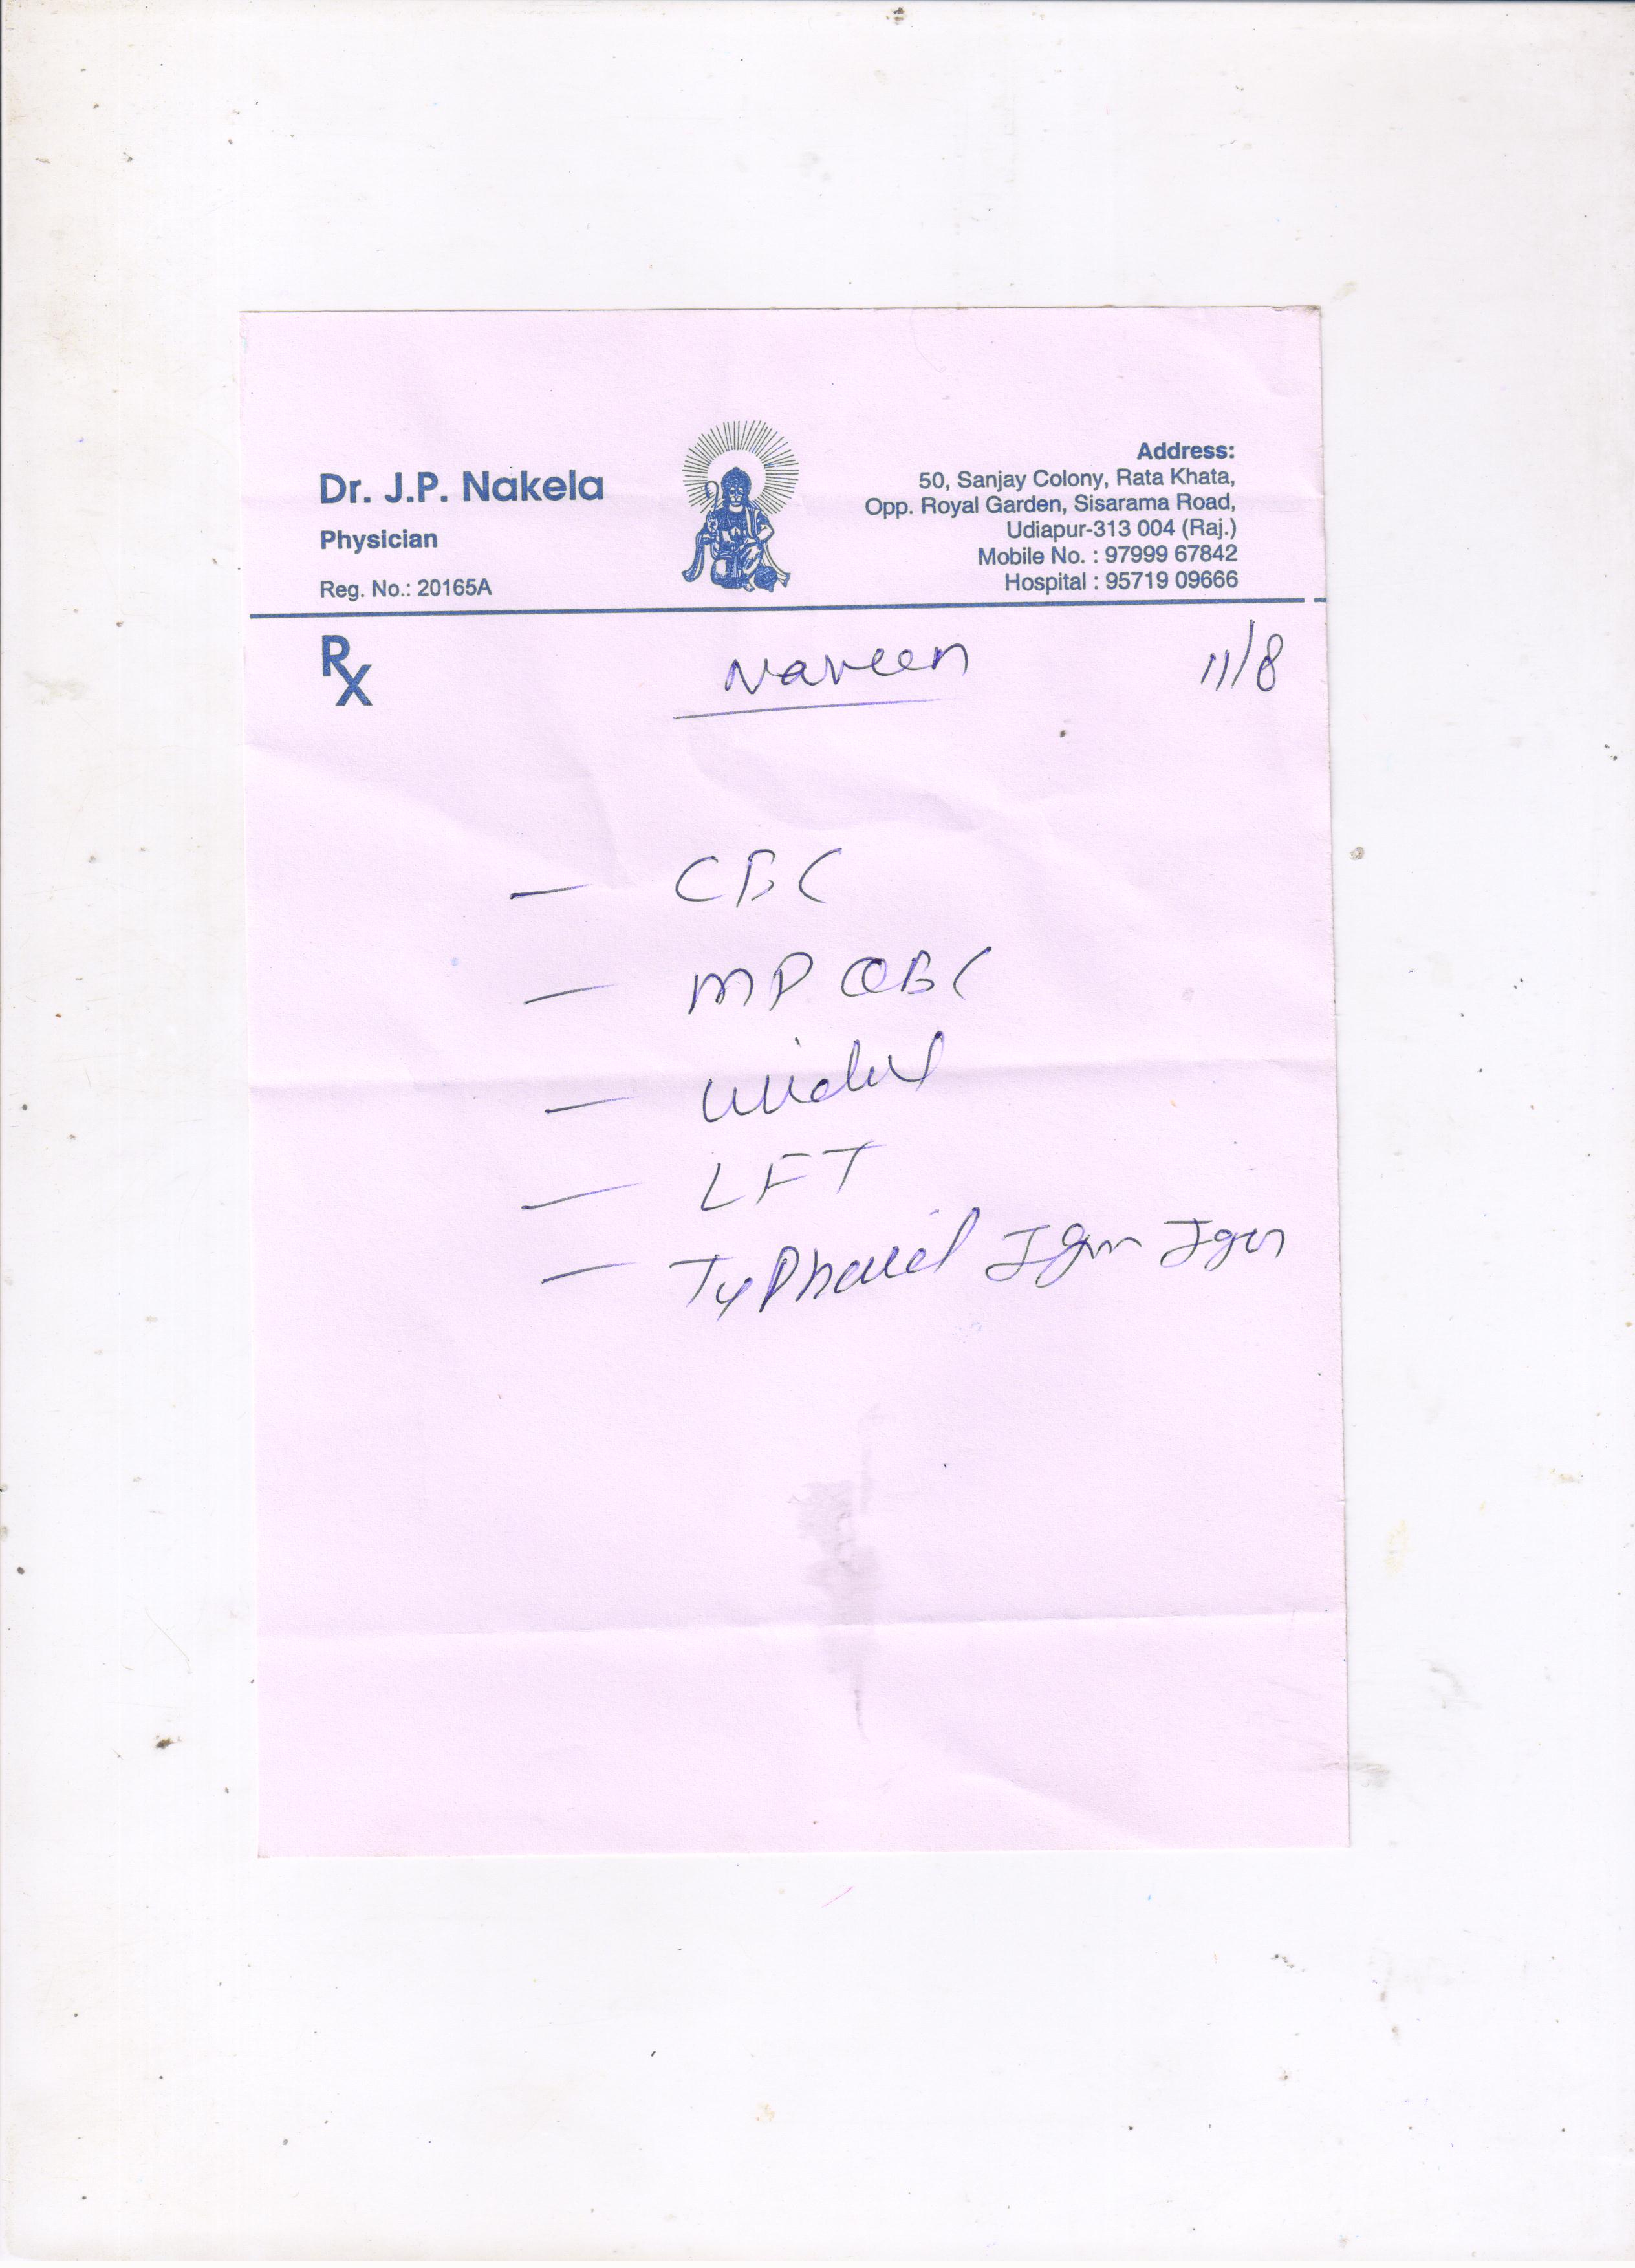 Dr. J.P. Nakela
Physician
Reg. No.: 20165A
Address:
50, Sanjay Colony, Rata Khata,
Opp. Royal Garden, Sisarama Road,
Udiapur-313 004 (Raj.)
Mobile No. : 97999 67842
Hospital : 95719 09666
Rx Naveen 11/8
- CBC
- MP QBC
- Widal
- LFT
- Typhoid IgM IgG